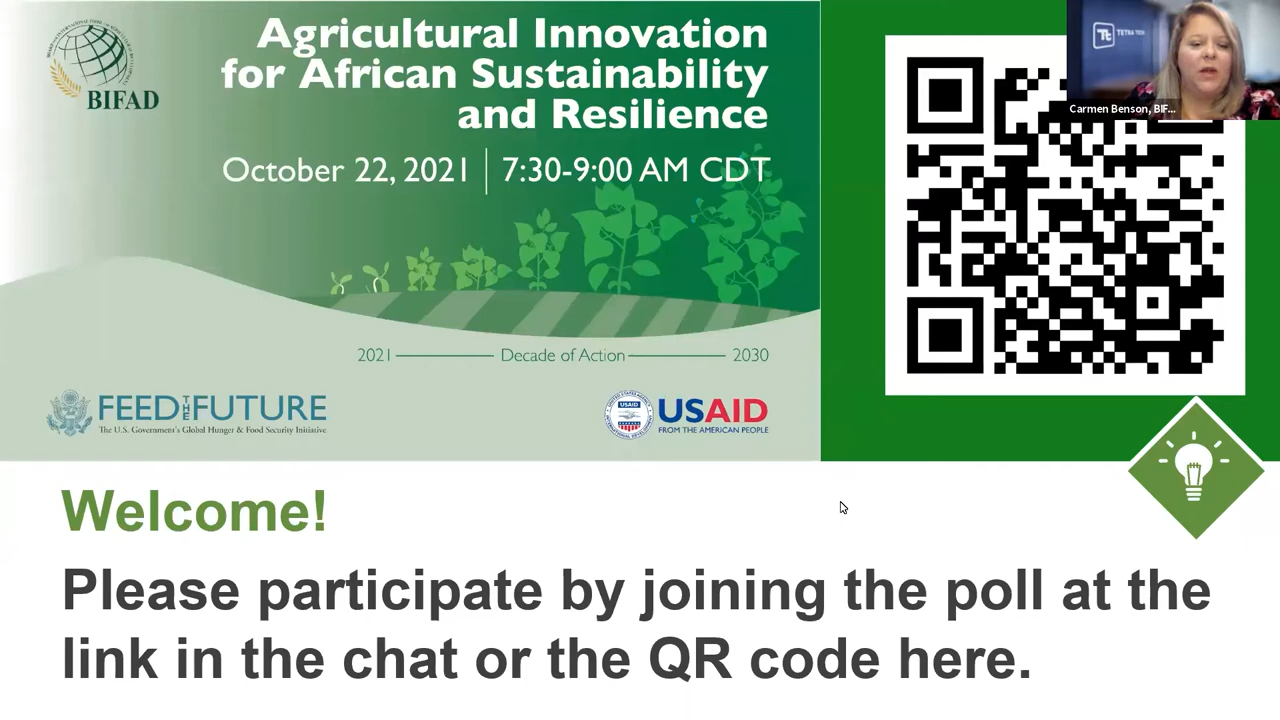 BIFAD
Agricultural Innovation
for African Sustainability
and Resilience
October 22, 2021 | 7:30-9:00 AM CDT
TETRA TECH
Carmen Benson, BIF...
2021
Decade of Action
2030
FEED THE FUTURE
The U.S. Government's Global Hunger & Food Security Initiative
USAID
USAID
FROM THE AMERICAN PEOPLE
Welcome!
Please participate by joining the poll at the
link in the chat or the QR code here.